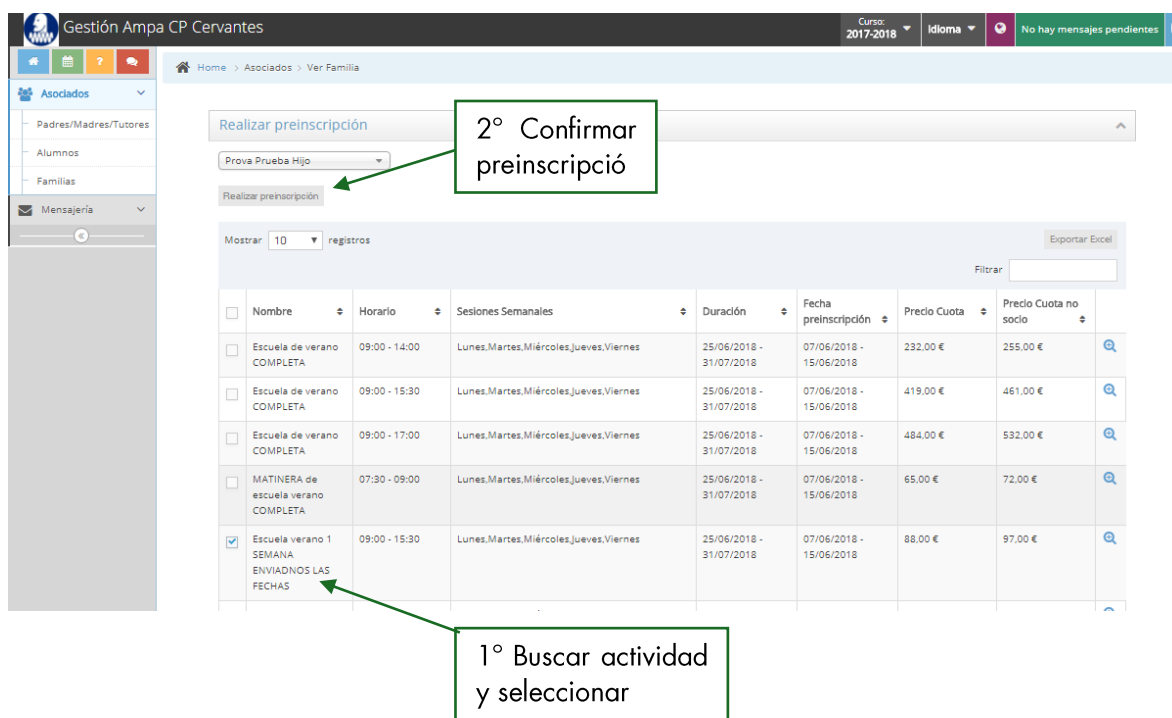 Gestión Ampa CP Cervantes
Curso:
2017-2018
Idioma
No hay mensajes pendientes
?
Home > Asociados > Ver Familia
Asociados
Padres/Madres/Tutores
Alumnos
Familias
Mensajería
Realizar preinscripción
2° Confirmar
preinscripció
Prova Prueba Hijo
Realizar preinscripción
Mostrar 10 registros
Exportar Excel
Filtrar
Nombre Horario Sesiones Semanales Duración Fecha preinscripción Precio Cuota Precio Cuota no socio
Escuela de verano 09:00 - 14:00 Lunes,Martes,Miércoles,Jueves,Viernes 25/06/2018 - 07/06/2018 - 232,00 € 255,00 €
COMPLETA 31/07/2018 15/06/2018
Escuela de verano 09:00 - 15:30 Lunes,Martes,Miércoles,Jueves,Viernes 25/06/2018 - 07/06/2018 - 419,00 € 461,00 €
COMPLETA 31/07/2018 15/06/2018
Escuela de verano 09:00 - 17:00 Lunes,Martes,Miércoles,Jueves,Viernes 25/06/2018 - 07/06/2018 - 484,00 € 532,00 €
COMPLETA 31/07/2018 15/06/2018
MATINERA de 07:30 - 09:00 Lunes,Martes,Miércoles,Jueves,Viernes 25/06/2018 - 07/06/2018 - 65,00 € 72,00 €
escuela verano 31/07/2018 15/06/2018
COMPLETA
Escuela verano 1 09:00 - 15:30 Lunes,Martes,Miércoles,Jueves,Viernes 25/06/2018 - 07/06/2018 - 88,00 € 97,00 €
SEMANA 31/07/2018 15/06/2018
ENVIADNOS LAS
FECHAS
1° Buscar actividad
y seleccionar